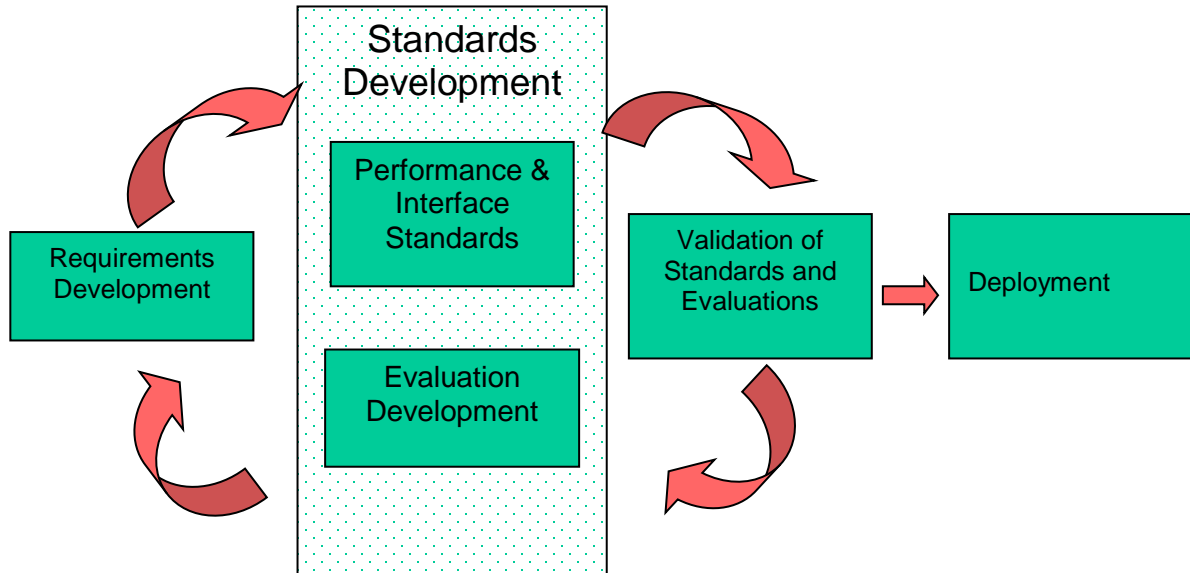 Standards
Development
Performance &
Interface
Standards
Requirements
Development
Validation of
Standards and
Evaluations
Deployment
Evaluation
Development